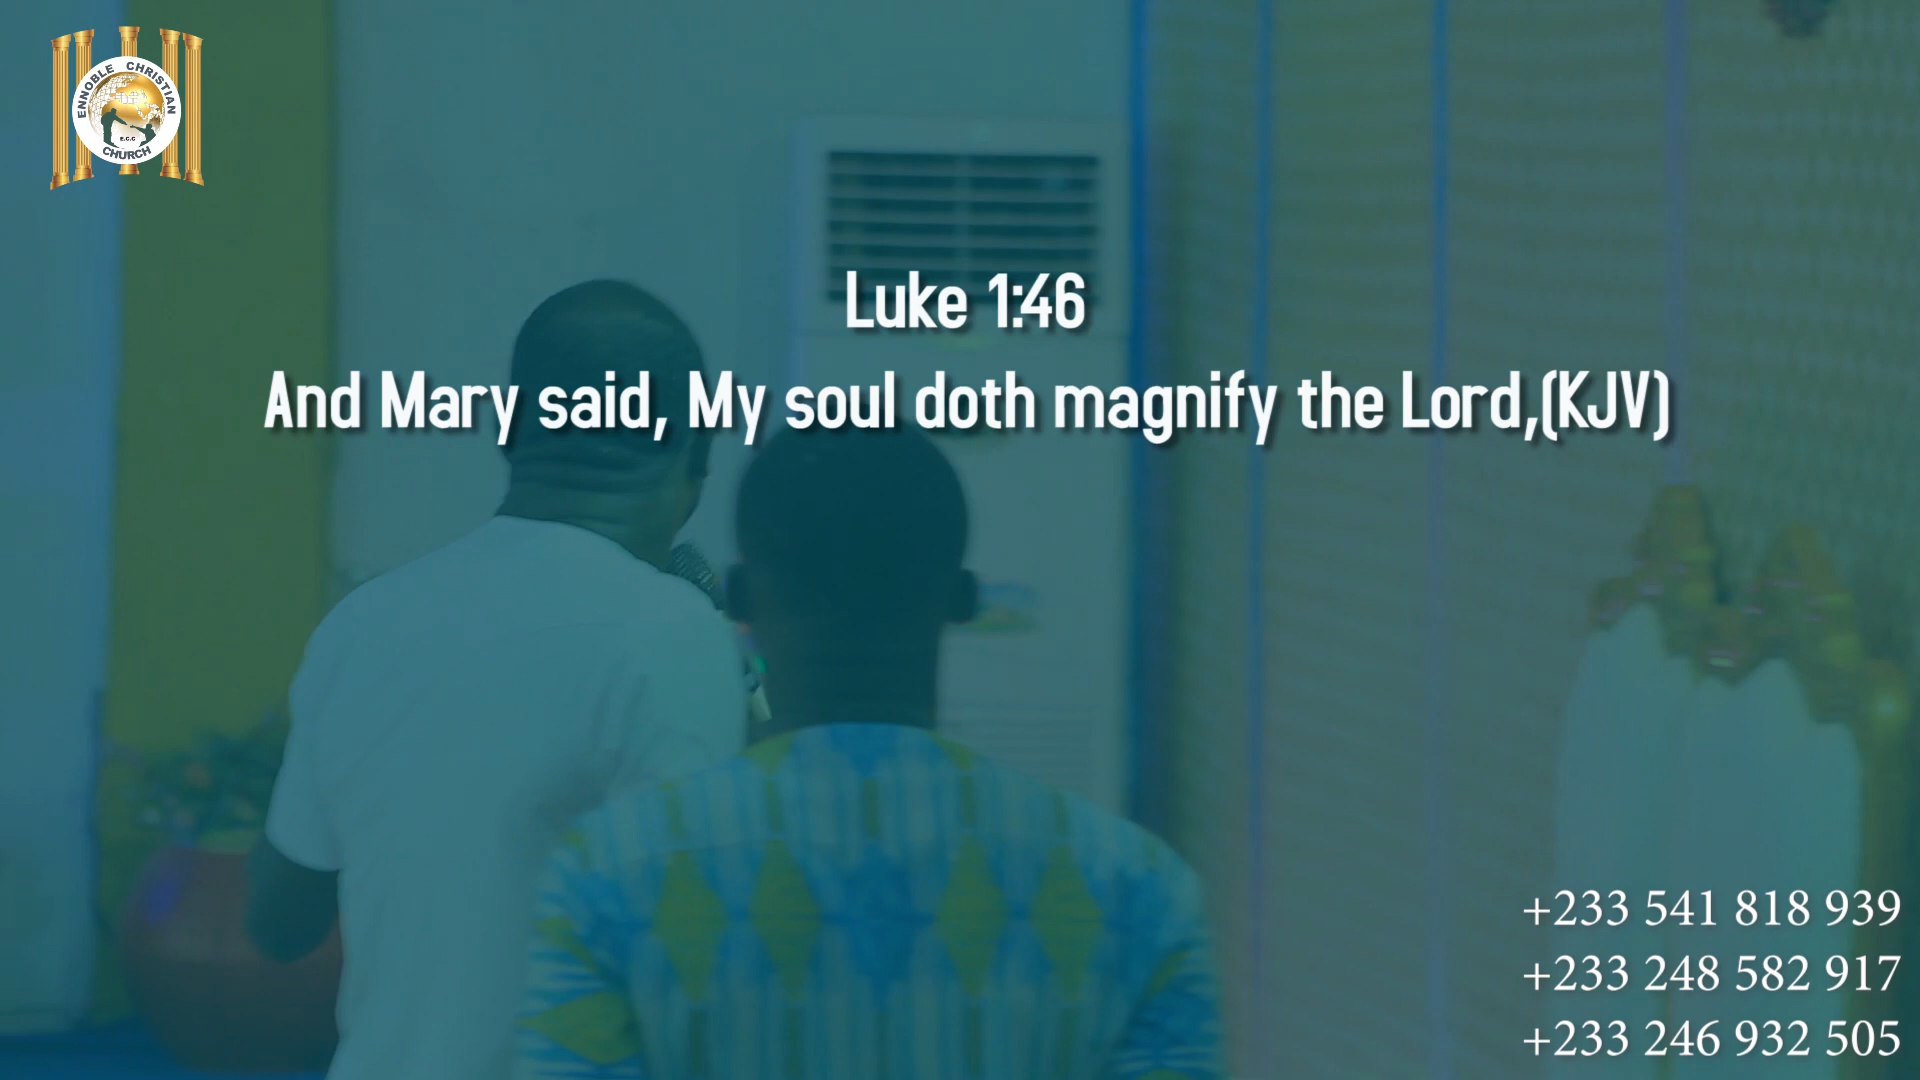 ENNOBLE CHRISTIAN
E.C.C
CHURCH
Luke 1:46
And Mary said, My soul doth magnify the Lord,(KJV)
+233 541 818 939
+233 248 582 917
+233 246 932 505